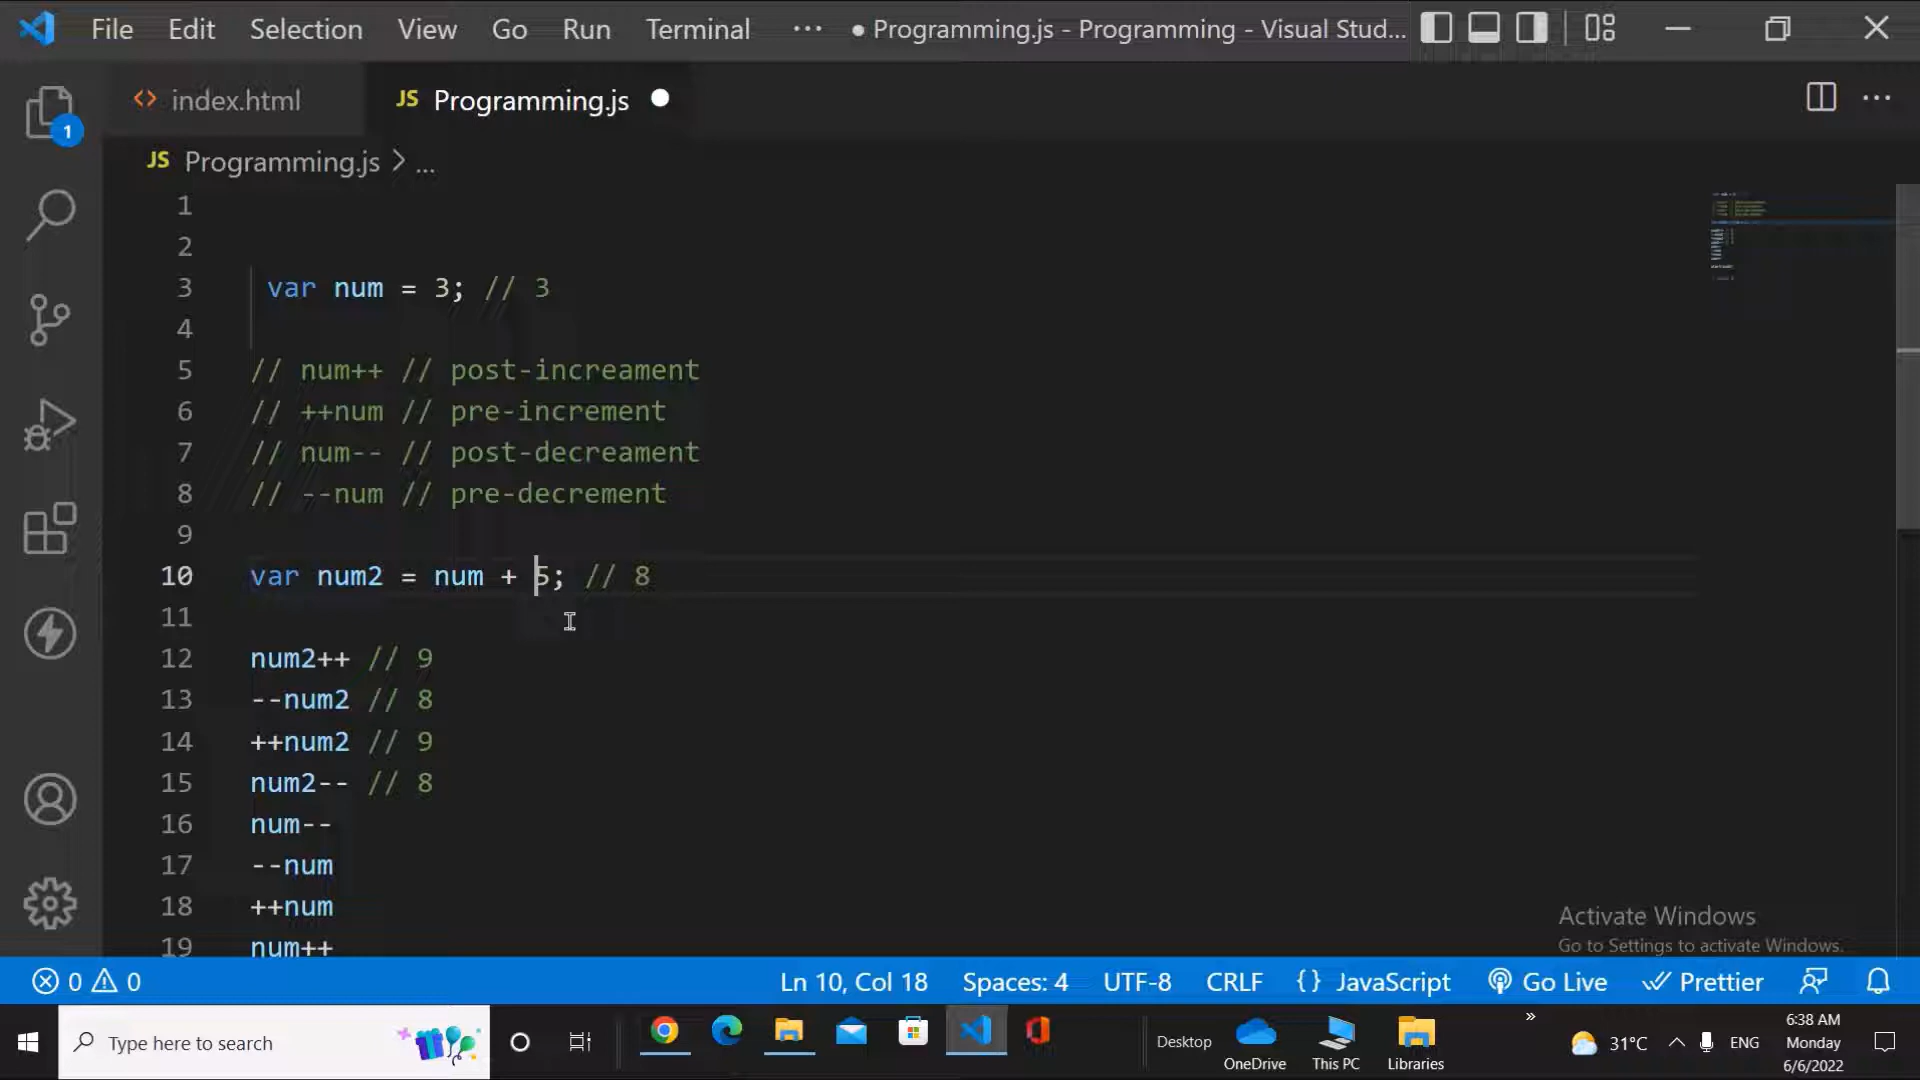 File Edit Selection View Go Run Terminal ··· ● Programming.js - Programming - Visual Stud...
index.html JS Programming.js
1
JS Programming.js > ...
1
2
3 var num = 3; // 3
4
5 // num++ // post-increament
6 // ++num // pre-increment
7 // num-- // post-decreament
8 // --num // pre-decrement
9
10 var num2 = num + 5; // 8
11
12 num2++ // 9
13 --num2 // 8
14 ++num2 // 9
15 num2-- // 8
16 num--
17 --num
18 ++num
19 num++
Activate Windows
Go to Settings to activate Windows.
0 0 Ln 10, Col 18 Spaces: 4 UTF-8 CRLF {} JavaScript Go Live Prettier
Type here to search Desktop OneDrive This PC Libraries » 31°C ENG
6:38 AM
Monday
6/6/2022